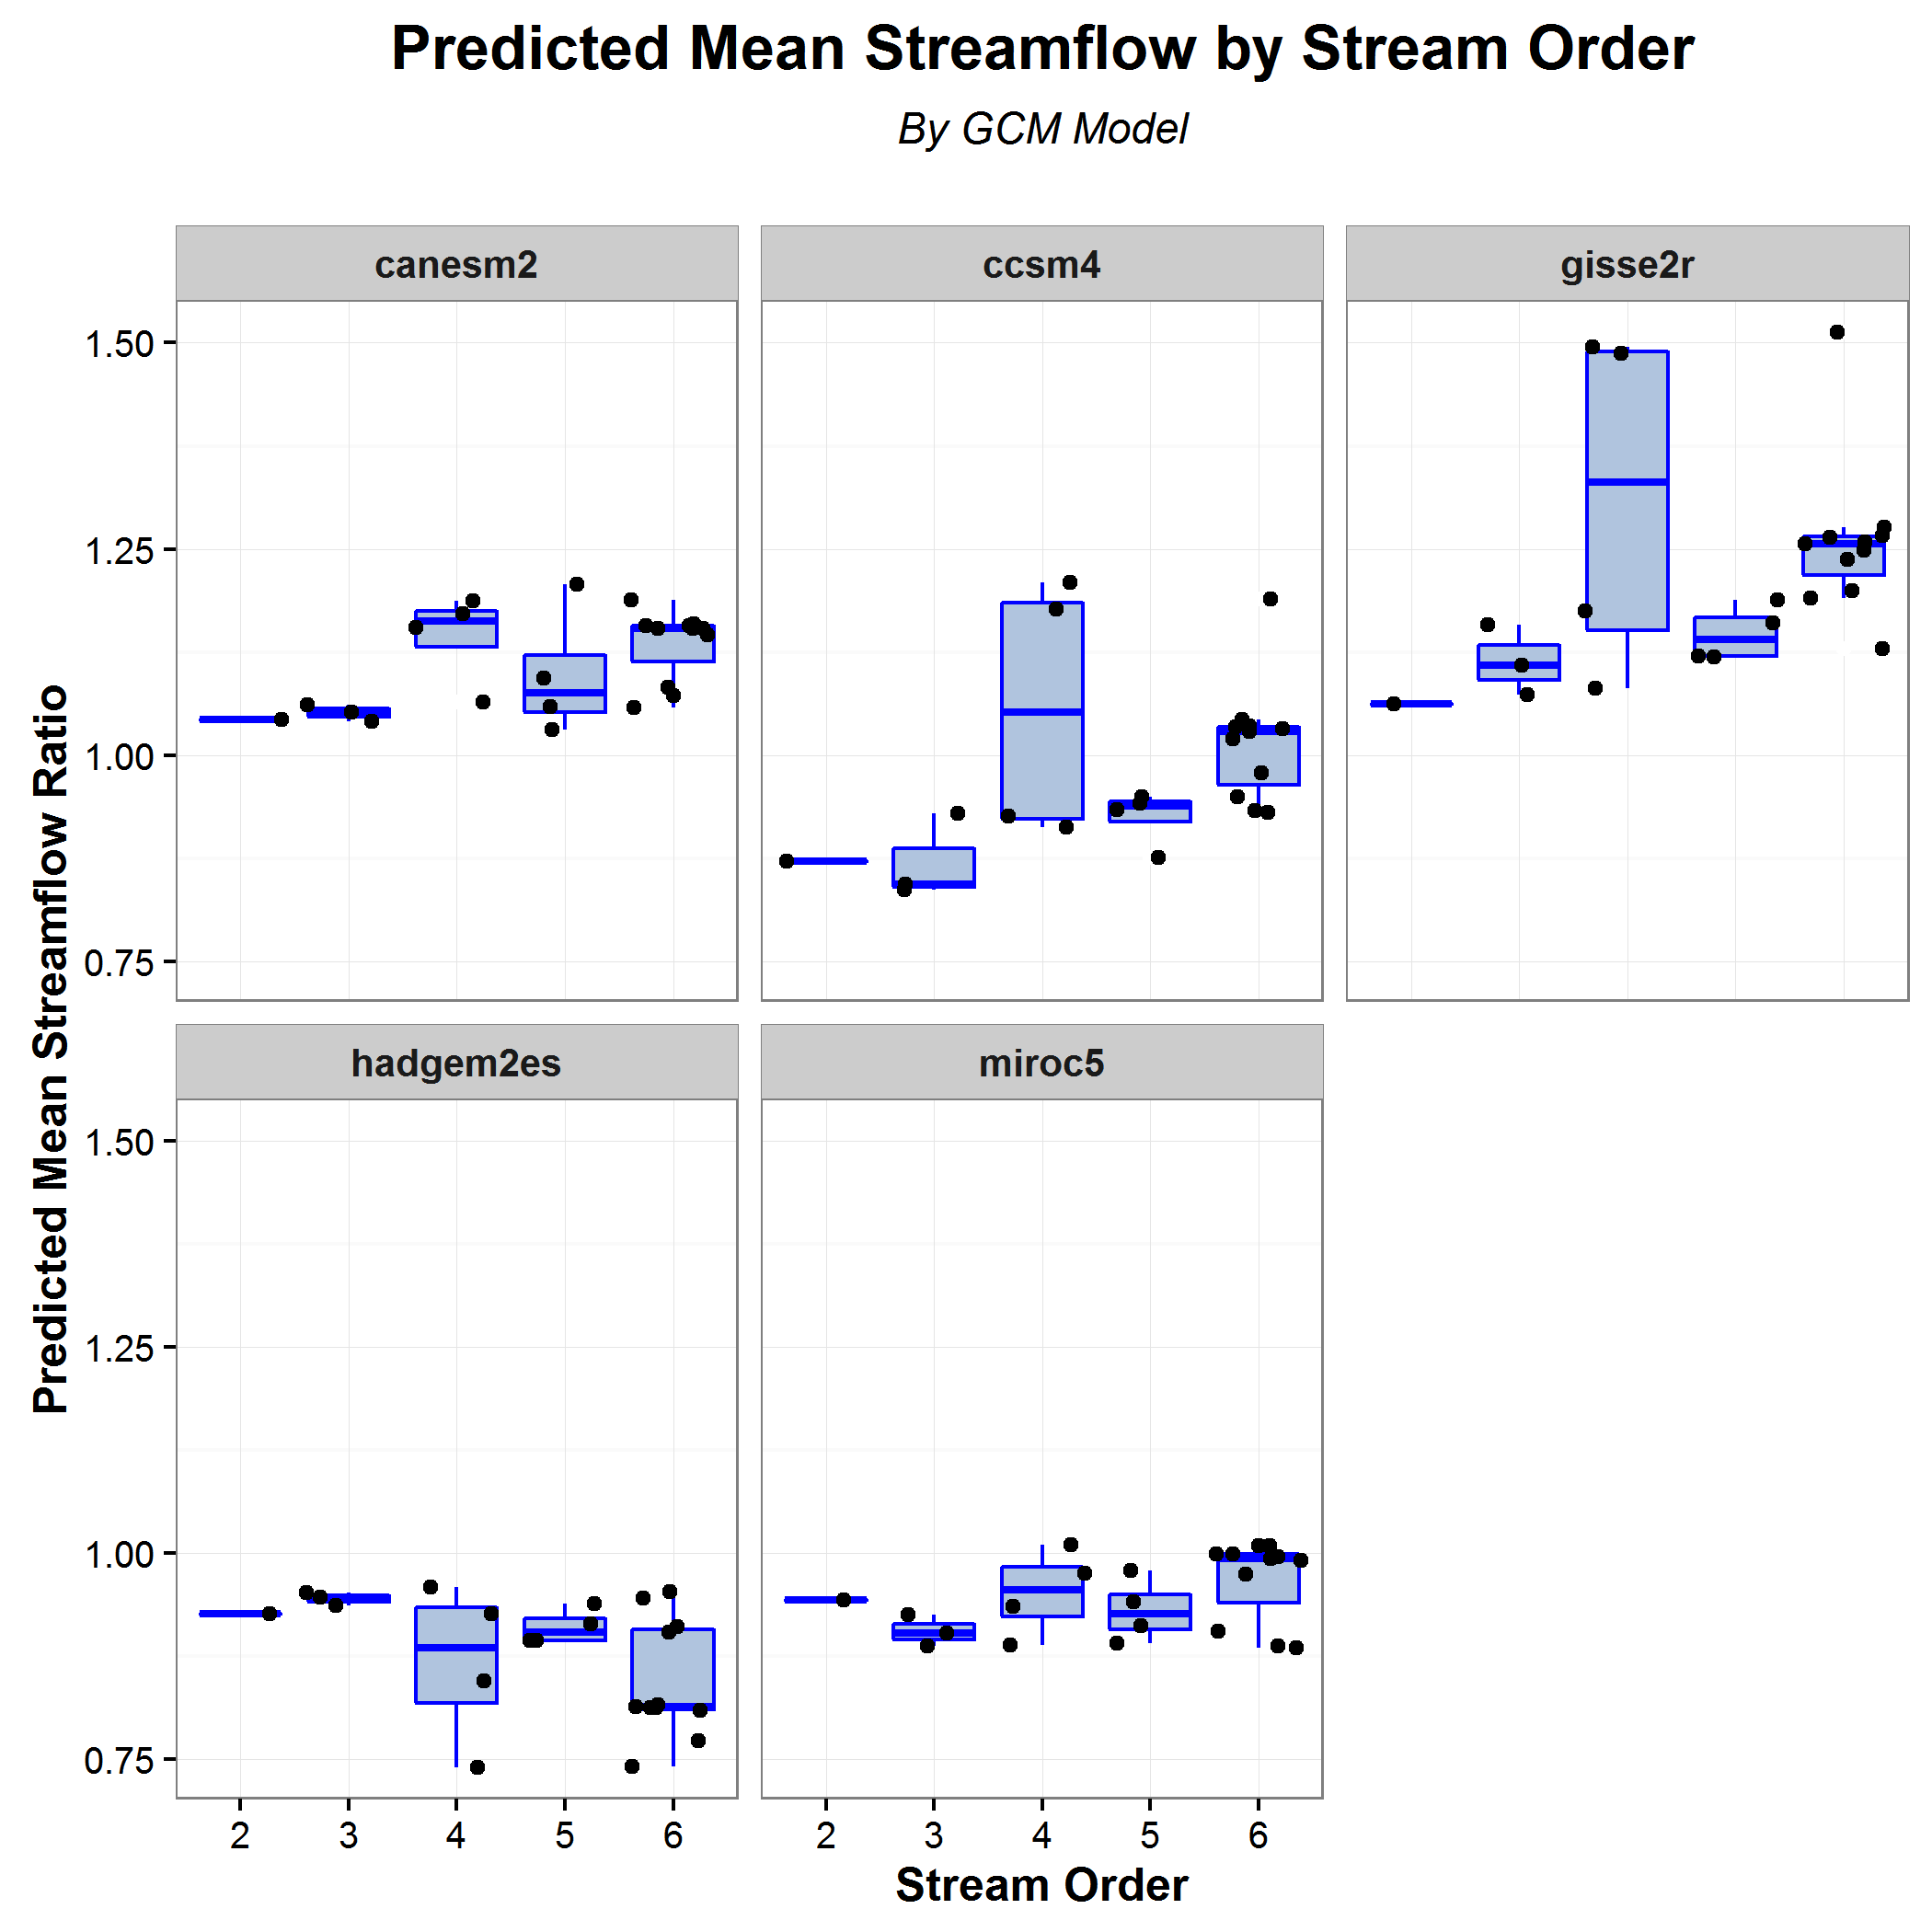 Predicted Mean Streamflow by Stream Order
By GCM Model
canesm2
ccsm4
gisse2r
1.50
1.25
1.00
0.75
Predicted Mean Streamflow Ratio
hadgem2es
miroc5
1.50
1.25
1.00
0.75
2 3 4 5 6
2 3 4 5 6
Stream Order